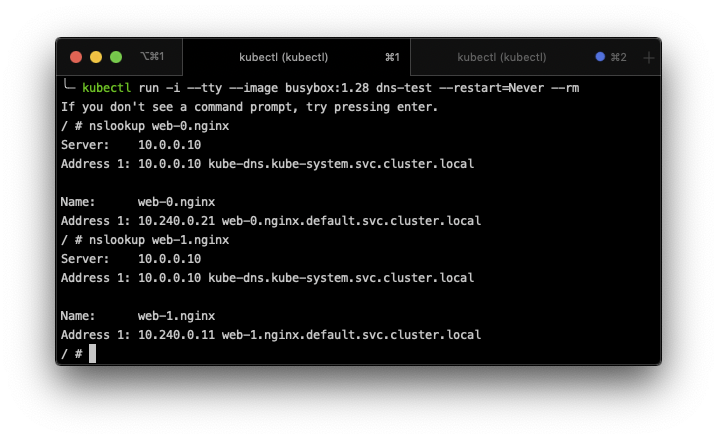 ⌥⌘1 kubectl (kubectl) ⌘1 kubectl (kubectl) ⌘2 +
╰─ kubectl run -i --tty --image busybox:1.28 dns-test --restart=Never --rm
If you don't see a command prompt, try pressing enter.
/ # nslookup web-0.nginx
Server:    10.0.0.10
Address 1: 10.0.0.10 kube-dns.kube-system.svc.cluster.local

Name:      web-0.nginx
Address 1: 10.240.0.21 web-0.nginx.default.svc.cluster.local
/ # nslookup web-1.nginx
Server:    10.0.0.10
Address 1: 10.0.0.10 kube-dns.kube-system.svc.cluster.local

Name:      web-1.nginx
Address 1: 10.240.0.11 web-1.nginx.default.svc.cluster.local
/ #